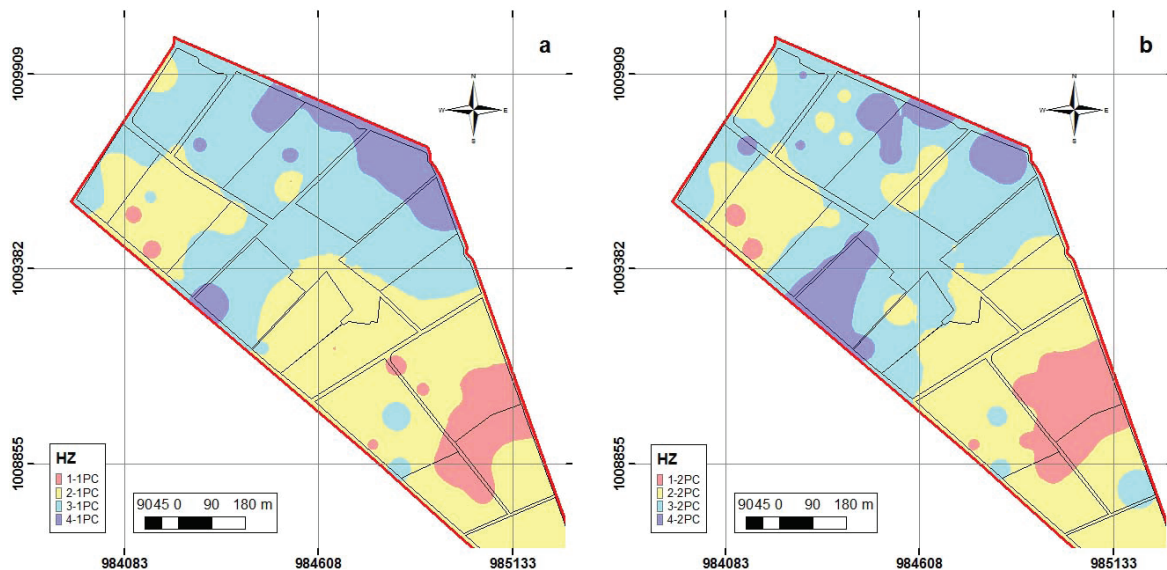 a
1009909
1009382
1008855
N
W E
S
HZ
1-1PC
2-1PC
3-1PC
4-1PC
9045 0 90 180 m
984083 984608 985133
b
1009909
1009382
1008855
N
W E
S
HZ
1-2PC
2-2PC
3-2PC
4-2PC
9045 0 90 180 m
984083 984608 985133